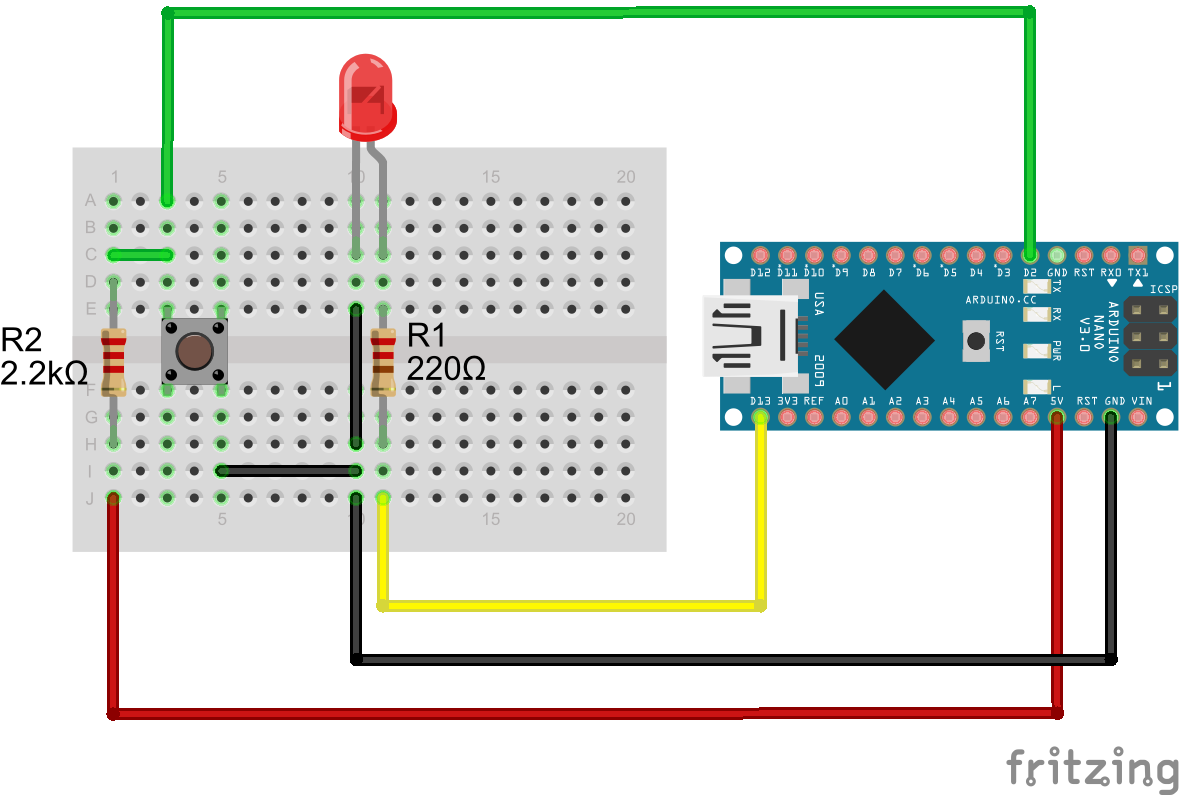 1 5 10 15 20
A
B
C
D
E
F
G
H
I
J
5 10 15 20
R2
2.2kΩ
R1
220Ω
D12 D11 D10 D9 D8 D7 D6 D5 D4 D3 D2 GND RST RX0 TX1
USA
2009
ARDUINO.CC
RST
TX
RX
PWR
L
ARDUINO
NANO
V3.0
ICSP
1
D13 3V3 REF A0 A1 A2 A3 A4 A5 A6 A7 5V RST GND VIN
fritzing